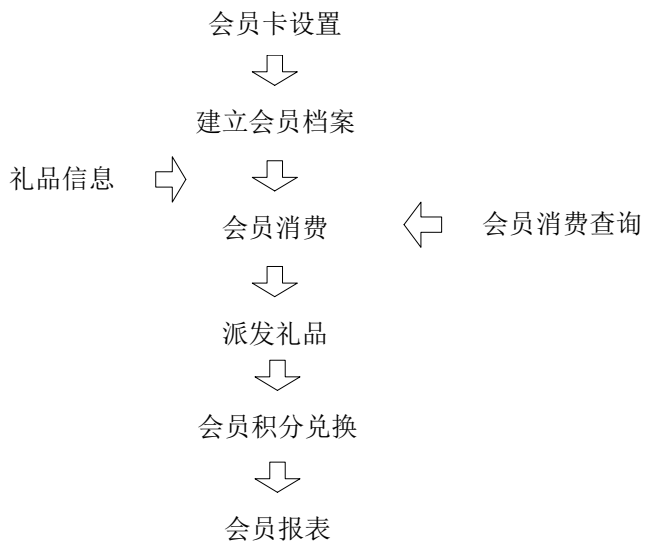 会员卡设置
建立会员档案
礼品信息
会员消费
会员消费查询
派发礼品
会员积分兑换
会员报表